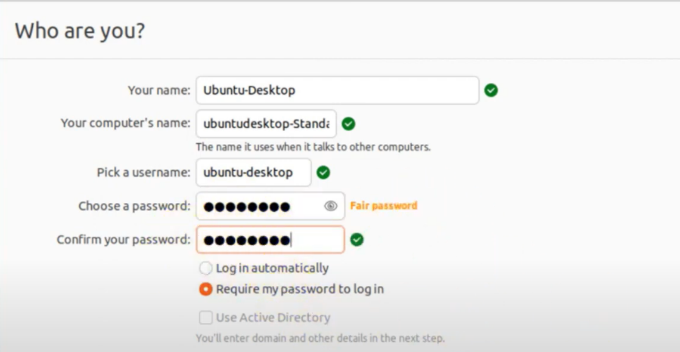 Who are you?
Your name: Ubuntu-Desktop
Your computer's name: ubuntudesktop-Standa
The name it uses when it talks to other computers.
Pick a username: ubuntu-desktop
Choose a password: ●●●●●●●● Fair password
Confirm your password: ●●●●●●●●
Log in automatically
Require my password to log in
Use Active Directory
You'll enter domain and other details in the next step.